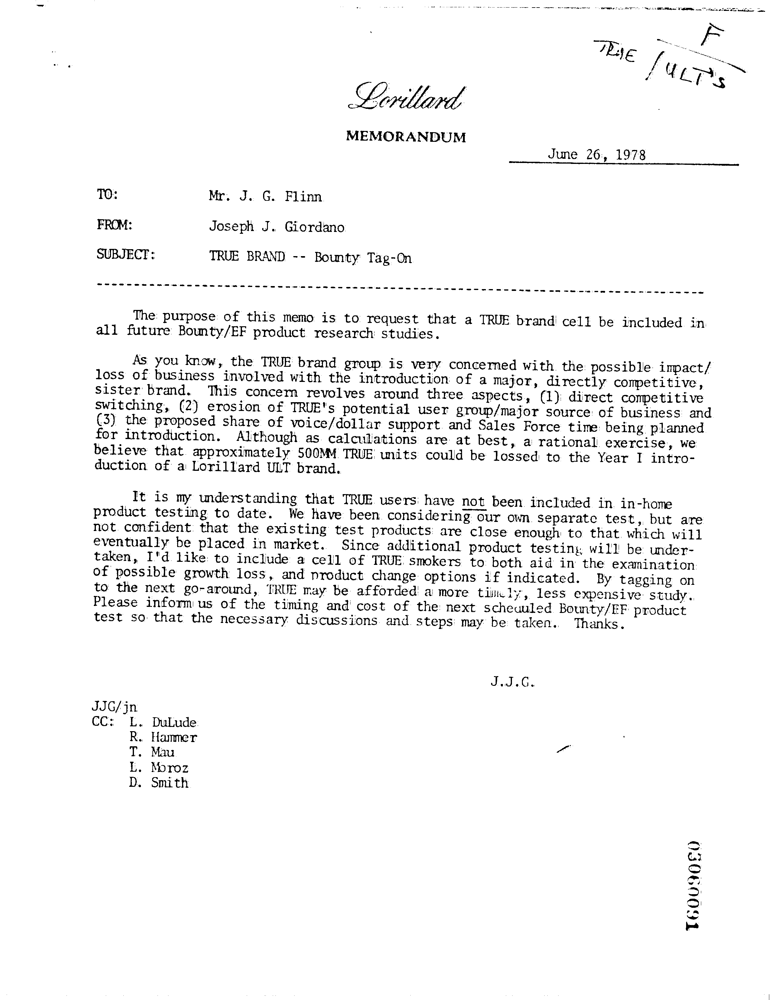 F
TRUE / ULT's
Lorillard
MEMORANDUM
June 26, 1978
TO: Mr. J. G. Flinn
FROM: Joseph J. Giordano
SUBJECT: TRUE BRAND -- Bounty Tag-On
The purpose of this memo is to request that a TRUE brand cell be included in
all future Bounty/EF product research studies.
As you know, the TRUE brand group is very concerned with the possible impact/
loss of business involved with the introduction of a major, directly competitive,
sister brand. This concern revolves around three aspects, (1) direct competitive
switching, (2) erosion of TRUE's potential user group/major source of business and
(3) the proposed share of voice/dollar support and Sales Force time being planned
for introduction. Although as calculations are at best, a rational exercise, we
believe that approximately 500MM TRUE units could be lossed to the Year I intro-
duction of a Lorillard ULT brand.
It is my understanding that TRUE users have not been included in in-home
product testing to date. We have been considering our own separate test, but are
not confident that the existing test products are close enough to that which will
eventually be placed in market. Since additional product testing will be under-
taken, I'd like to include a cell of TRUE smokers to both aid in the examination
of possible growth loss, and product change options if indicated. By tagging on
to the next go-around, TRUE may be afforded a more timely, less expensive study.
Please inform us of the timing and cost of the next scheduled Bounty/EF product
test so that the necessary discussions and steps may be taken. Thanks.
J.J.G.
JJG/jn
CC: L. DuLude
R. Hammer
T. Mau
L. Moroz
D. Smith
03060091